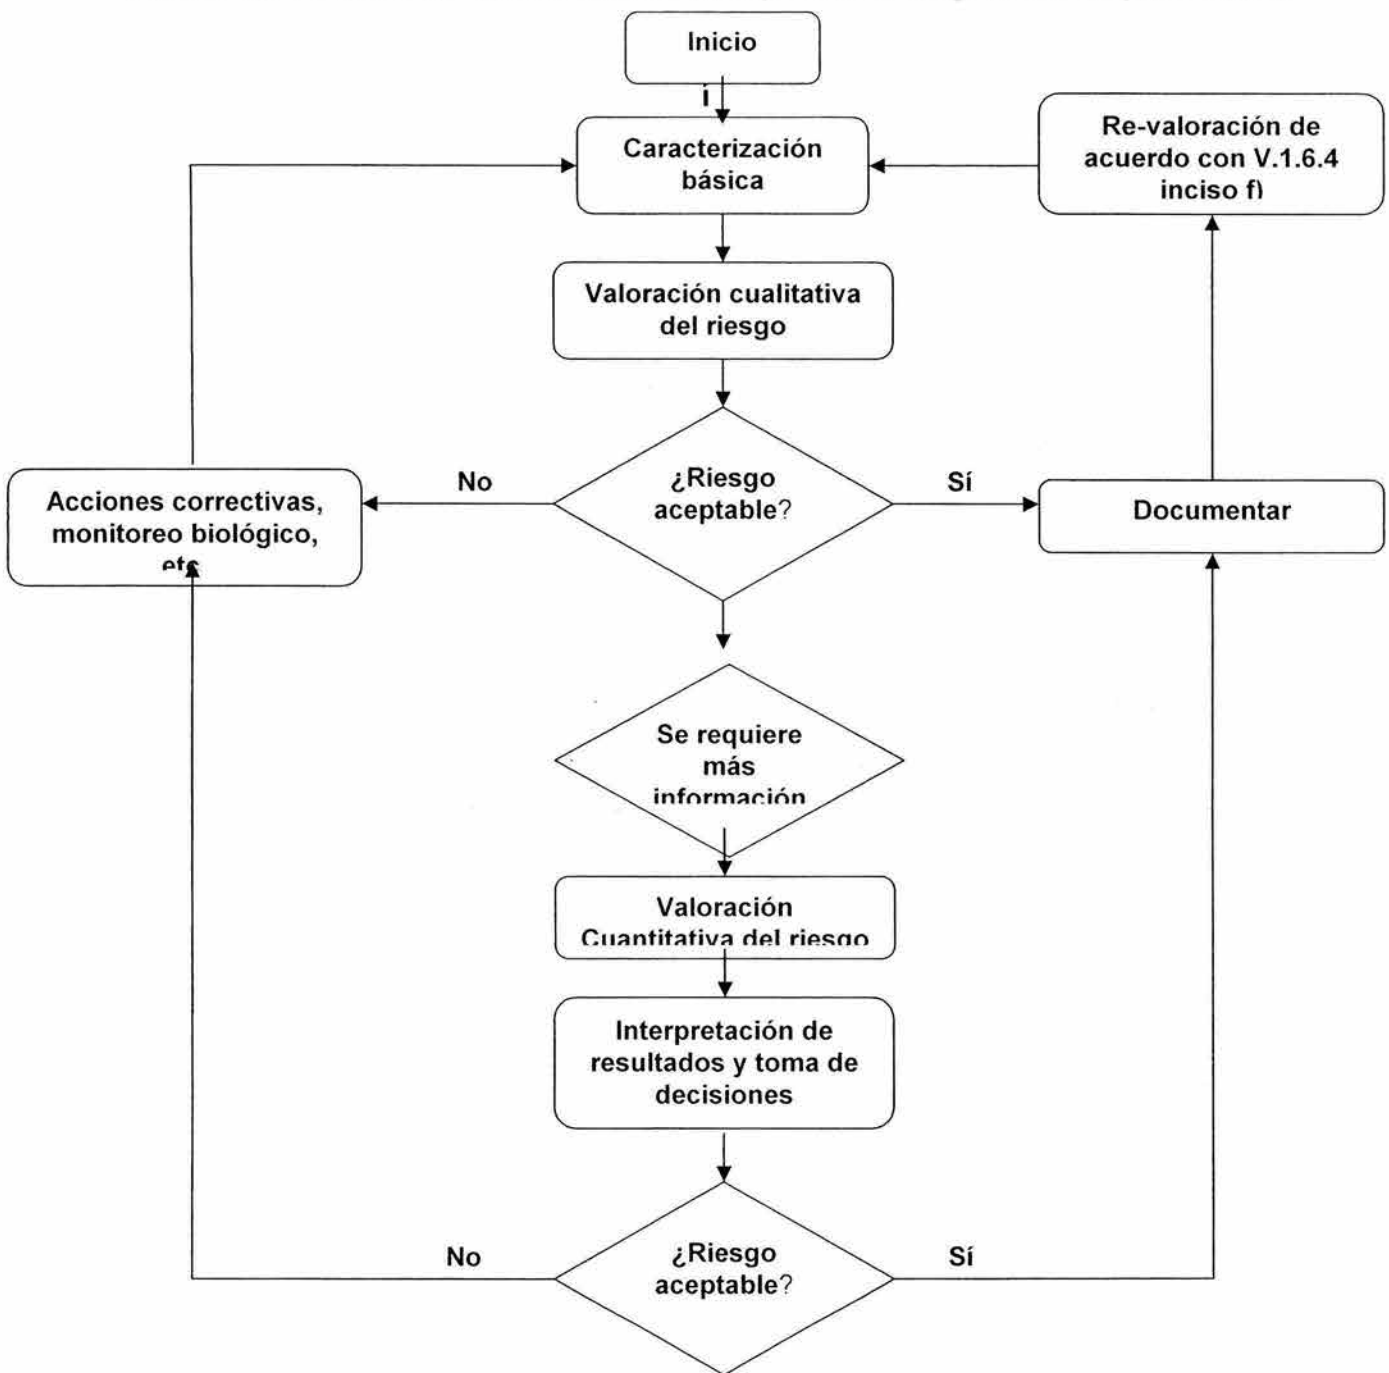 Inicio
Caracterización
básica
Re-valoración de
acuerdo con V.1.6.4
inciso f)
Valoración cualitativa
del riesgo
¿Riesgo
aceptable?
No
Sí
Acciones correctivas,
monitoreo biológico,
etc
Documentar
Se requiere
más
información
Valoración
Cuantitativa del riesgo
Interpretación de
resultados y toma de
decisiones
¿Riesgo
aceptable?
No
Sí